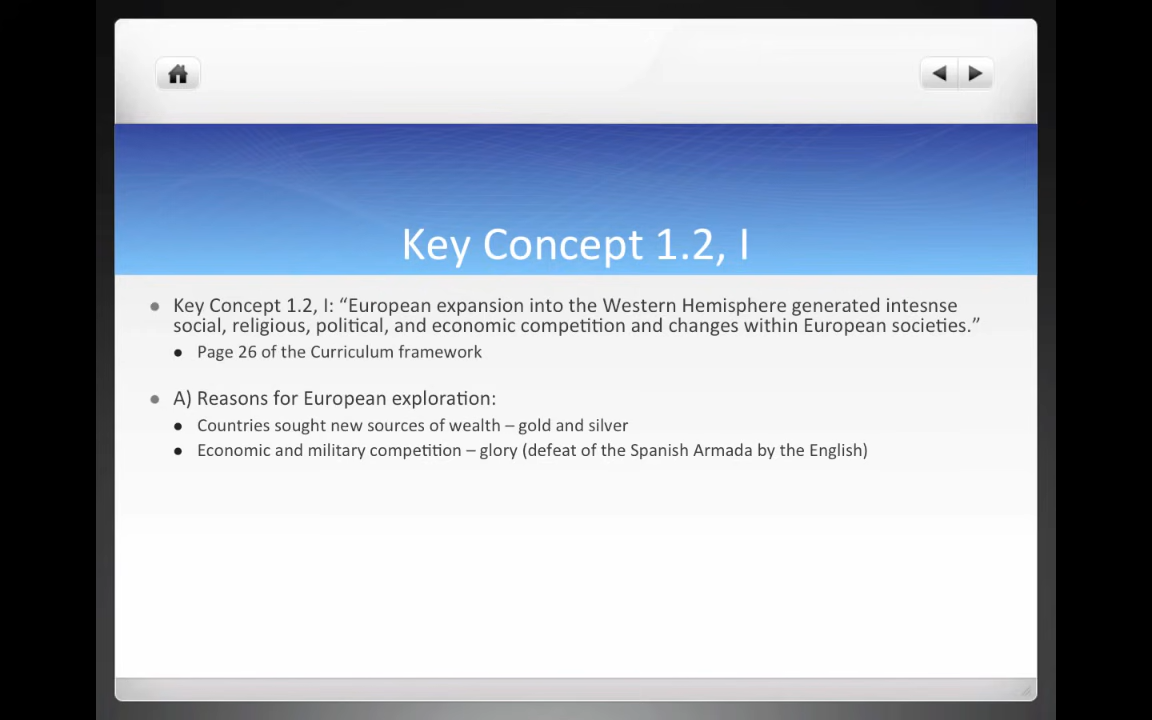 Key Concept 1.2, I
Key Concept 1.2, I: “European expansion into the Western Hemisphere generated intesnse
social, religious, political, and economic competition and changes within European societies.”
Page 26 of the Curriculum framework
A) Reasons for European exploration:
Countries sought new sources of wealth – gold and silver
Economic and military competition – glory (defeat of the Spanish Armada by the English)